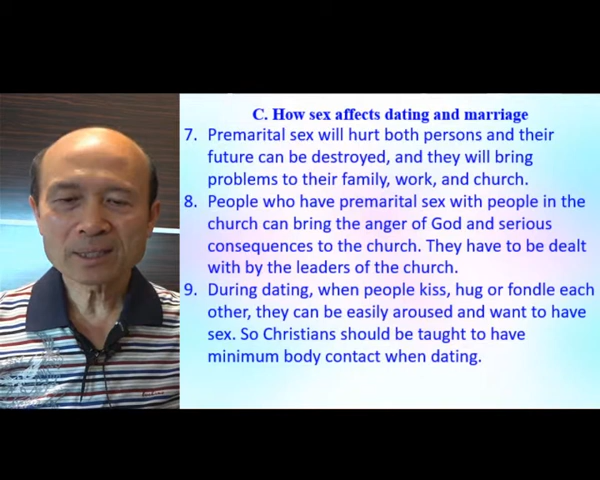 C. How sex affects dating and marriage
7. Premarital sex will hurt both persons and their
future can be destroyed, and they will bring
problems to their family, work, and church.
8. People who have premarital sex with people in the
church can bring the anger of God and serious
consequences to the church. They have to be dealt
with by the leaders of the church.
9. During dating, when people kiss, hug or fondle each
other, they can be easily aroused and want to have
sex. So Christians should be taught to have
minimum body contact when dating.